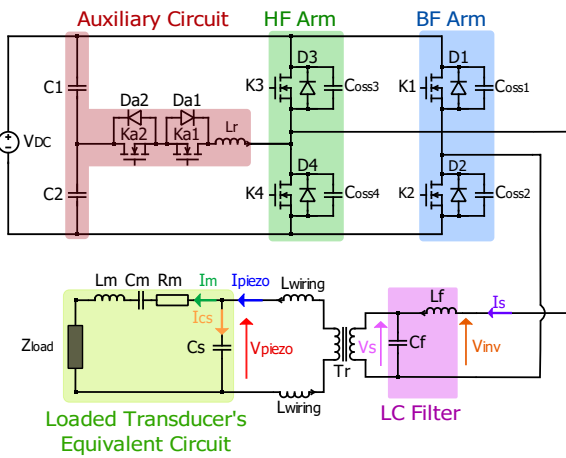 Auxiliary Circuit
HF Arm
BF Arm
C1
Da2
Da1
K3
D3
Coss3
K1
D1
Coss1
VDC
Ka2
Ka1
Lr
C2
K4
D4
Coss4
K2
D2
Coss2
Lm
Cm
Rm
Im
Ipiezo
Lwiring
Lf
Is
Ics
Zload
Cs
Vpiezo
Tr
Vs
Cf
Vinv
Lwiring
LC Filter
Loaded Transducer's
Equivalent Circuit